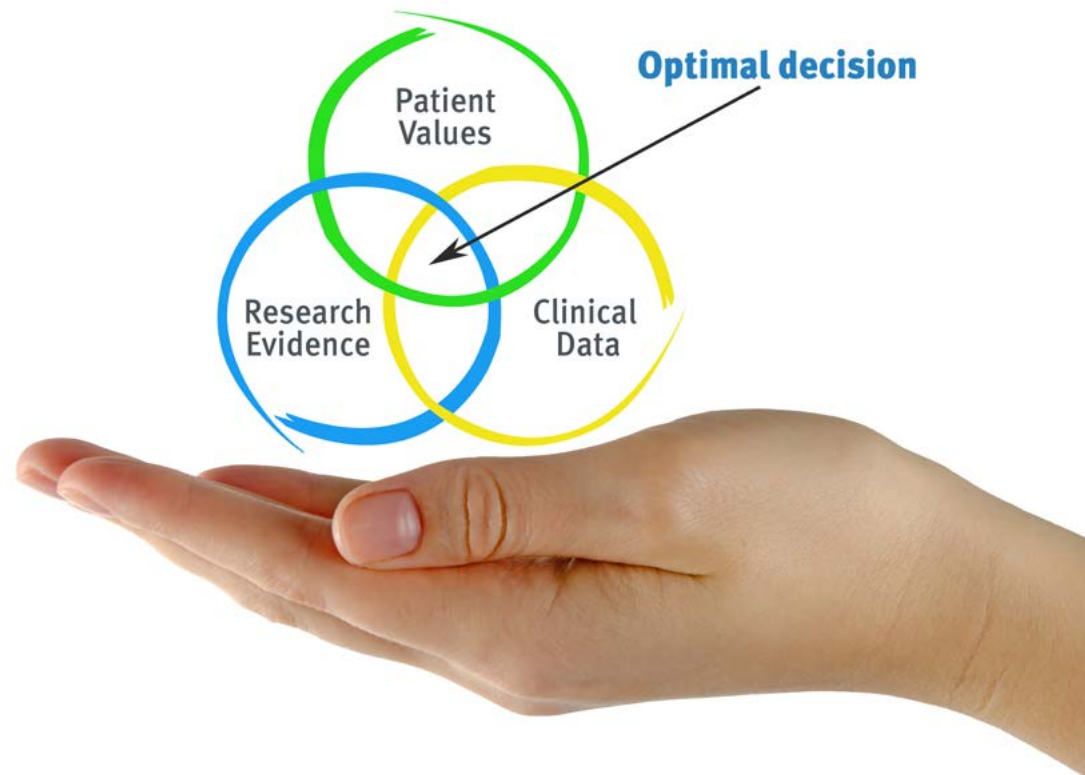 Optimal decision
Patient
Values
Research
Evidence
Clinical
Data